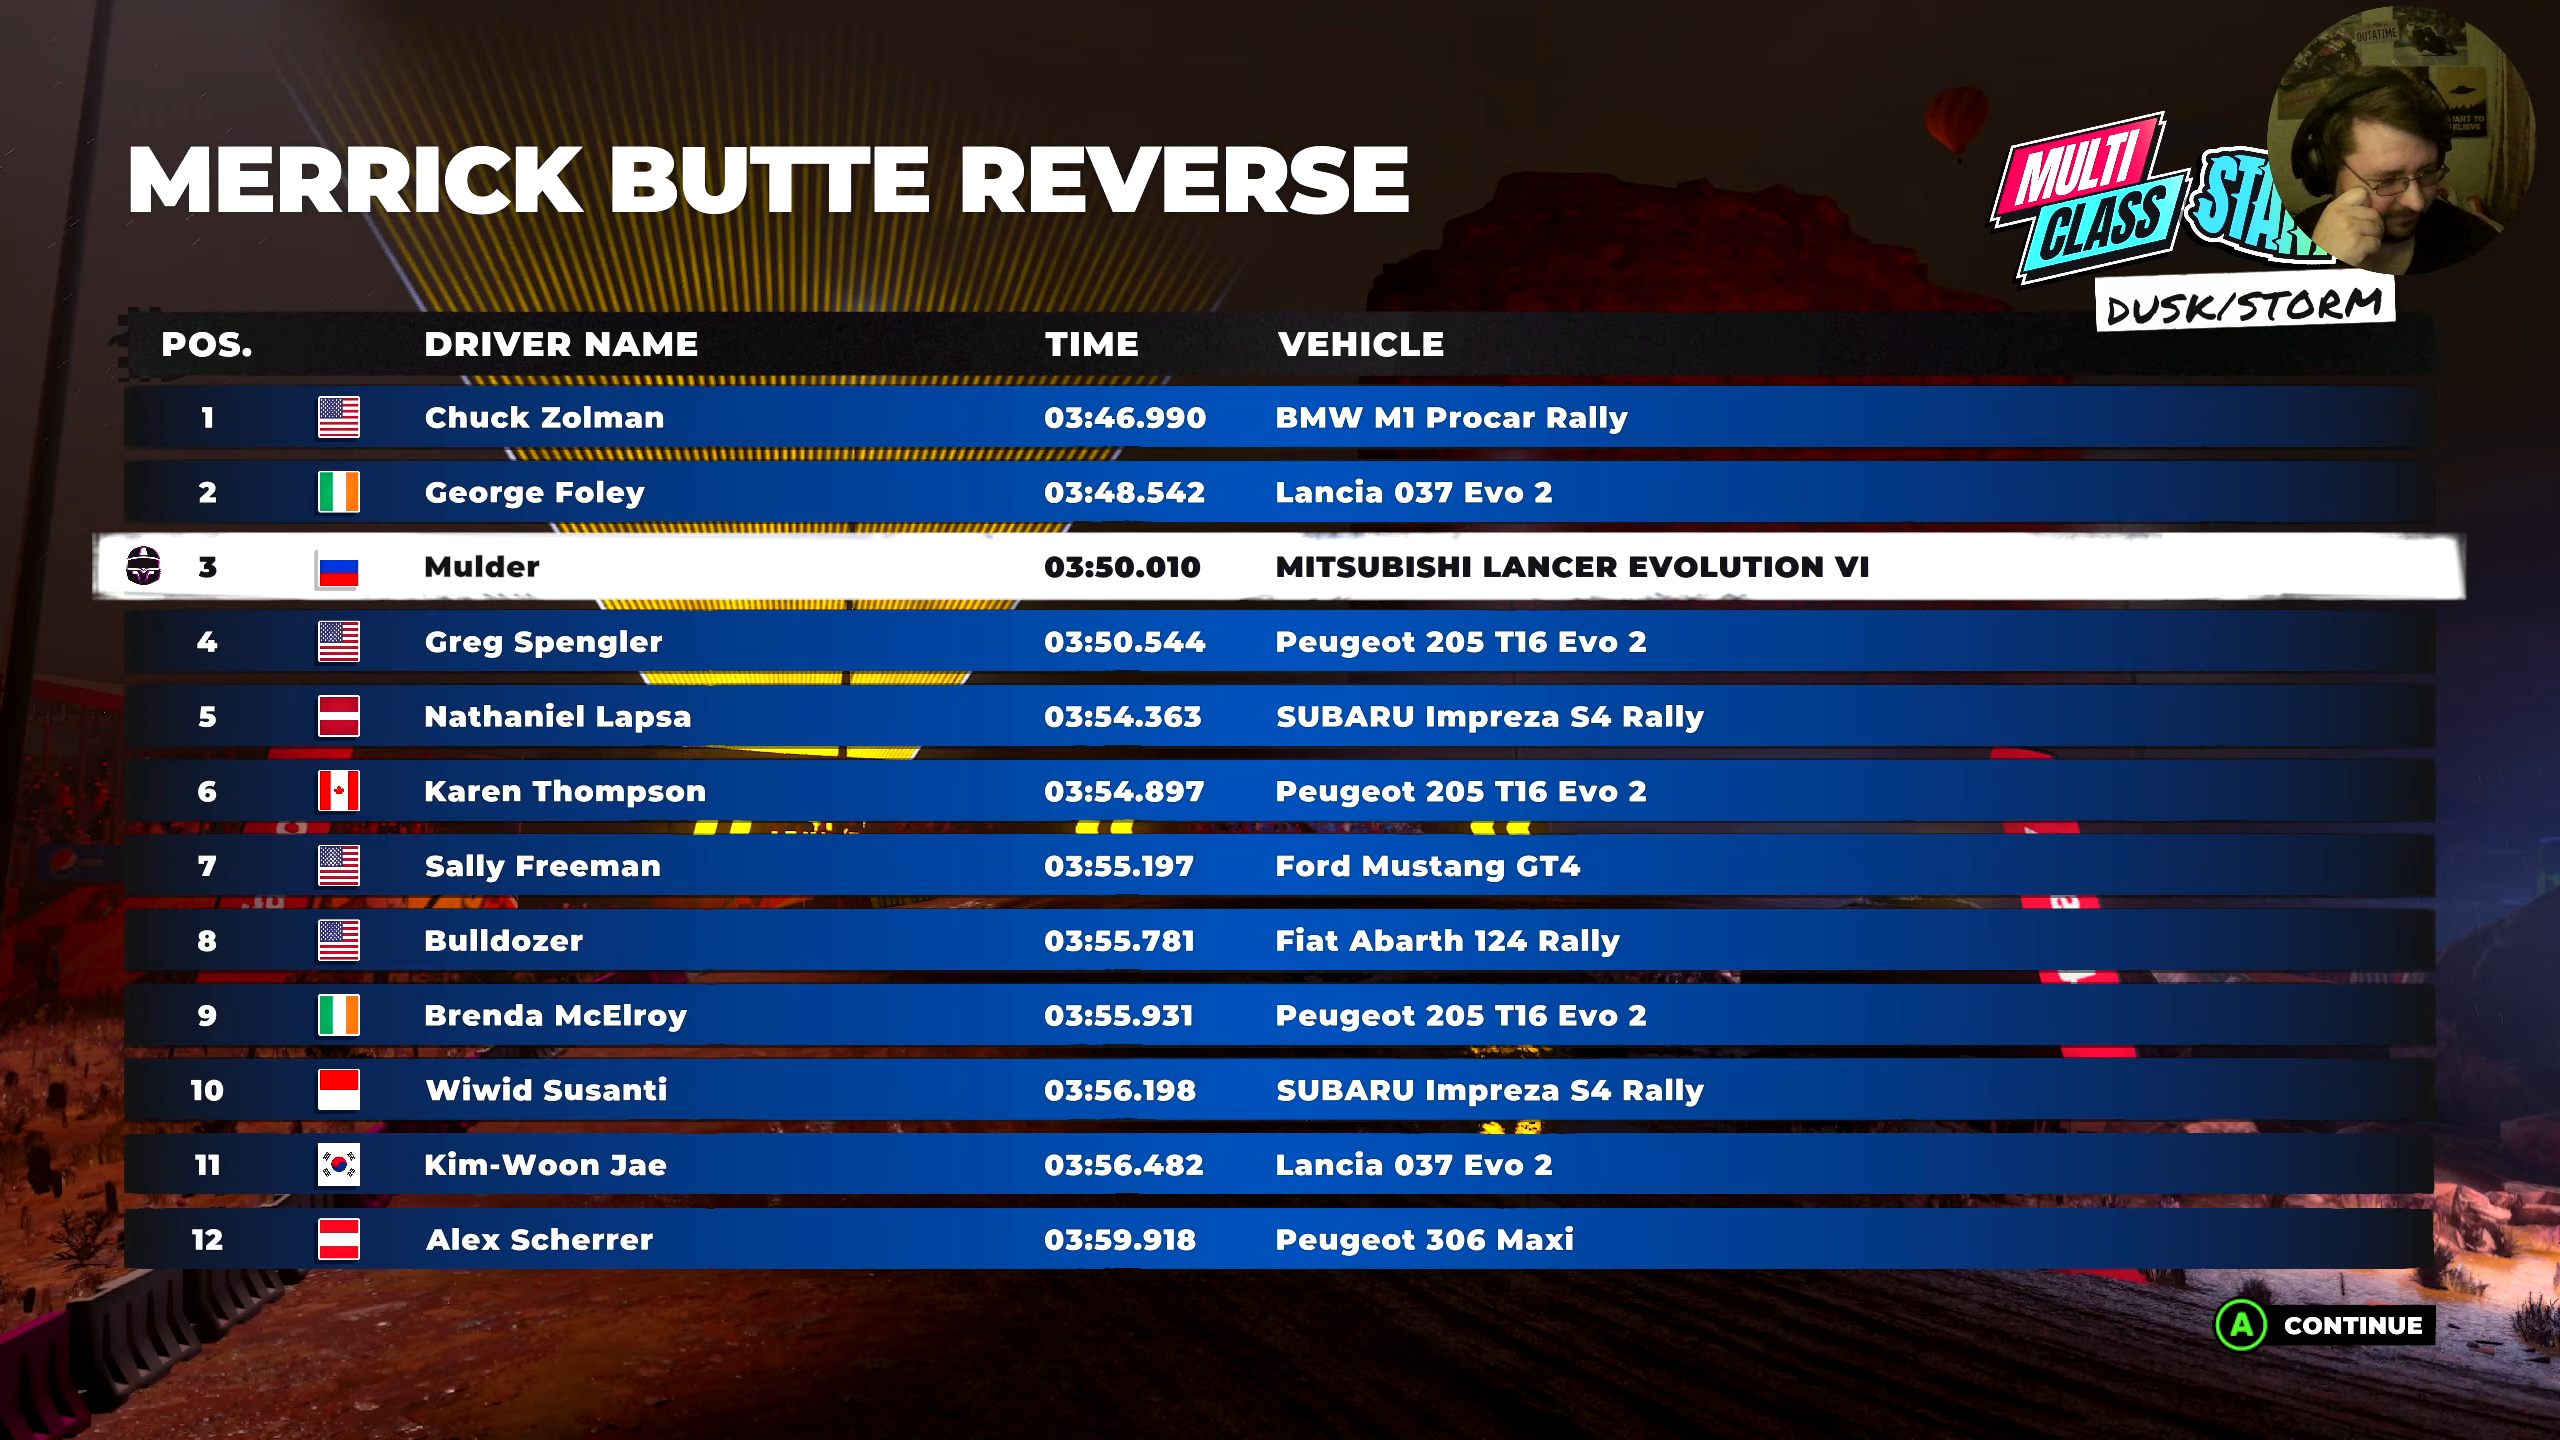 OUTATIME
MERRICK BUTTE REVERSE
MULTI
CLASS
DUSK/STORM
POS. DRIVER NAME TIME VEHICLE
1 Chuck Zolman 03:46.990 BMW M1 Procar Rally
2 George Foley 03:48.542 Lancia 037 Evo 2
3 Mulder 03:50.010 MITSUBISHI LANCER EVOLUTION VI
4 Greg Spengler 03:50.544 Peugeot 205 T16 Evo 2
5 Nathaniel Lapsa 03:54.363 SUBARU Impreza S4 Rally
6 Karen Thompson 03:54.897 Peugeot 205 T16 Evo 2
7 Sally Freeman 03:55.197 Ford Mustang GT4
8 Bulldozer 03:55.781 Fiat Abarth 124 Rally
9 Brenda McElroy 03:55.931 Peugeot 205 T16 Evo 2
10 Wiwid Susanti 03:56.198 SUBARU Impreza S4 Rally
11 Kim-Woon Jae 03:56.482 Lancia 037 Evo 2
12 Alex Scherrer 03:59.918 Peugeot 306 Maxi
A CONTINUE